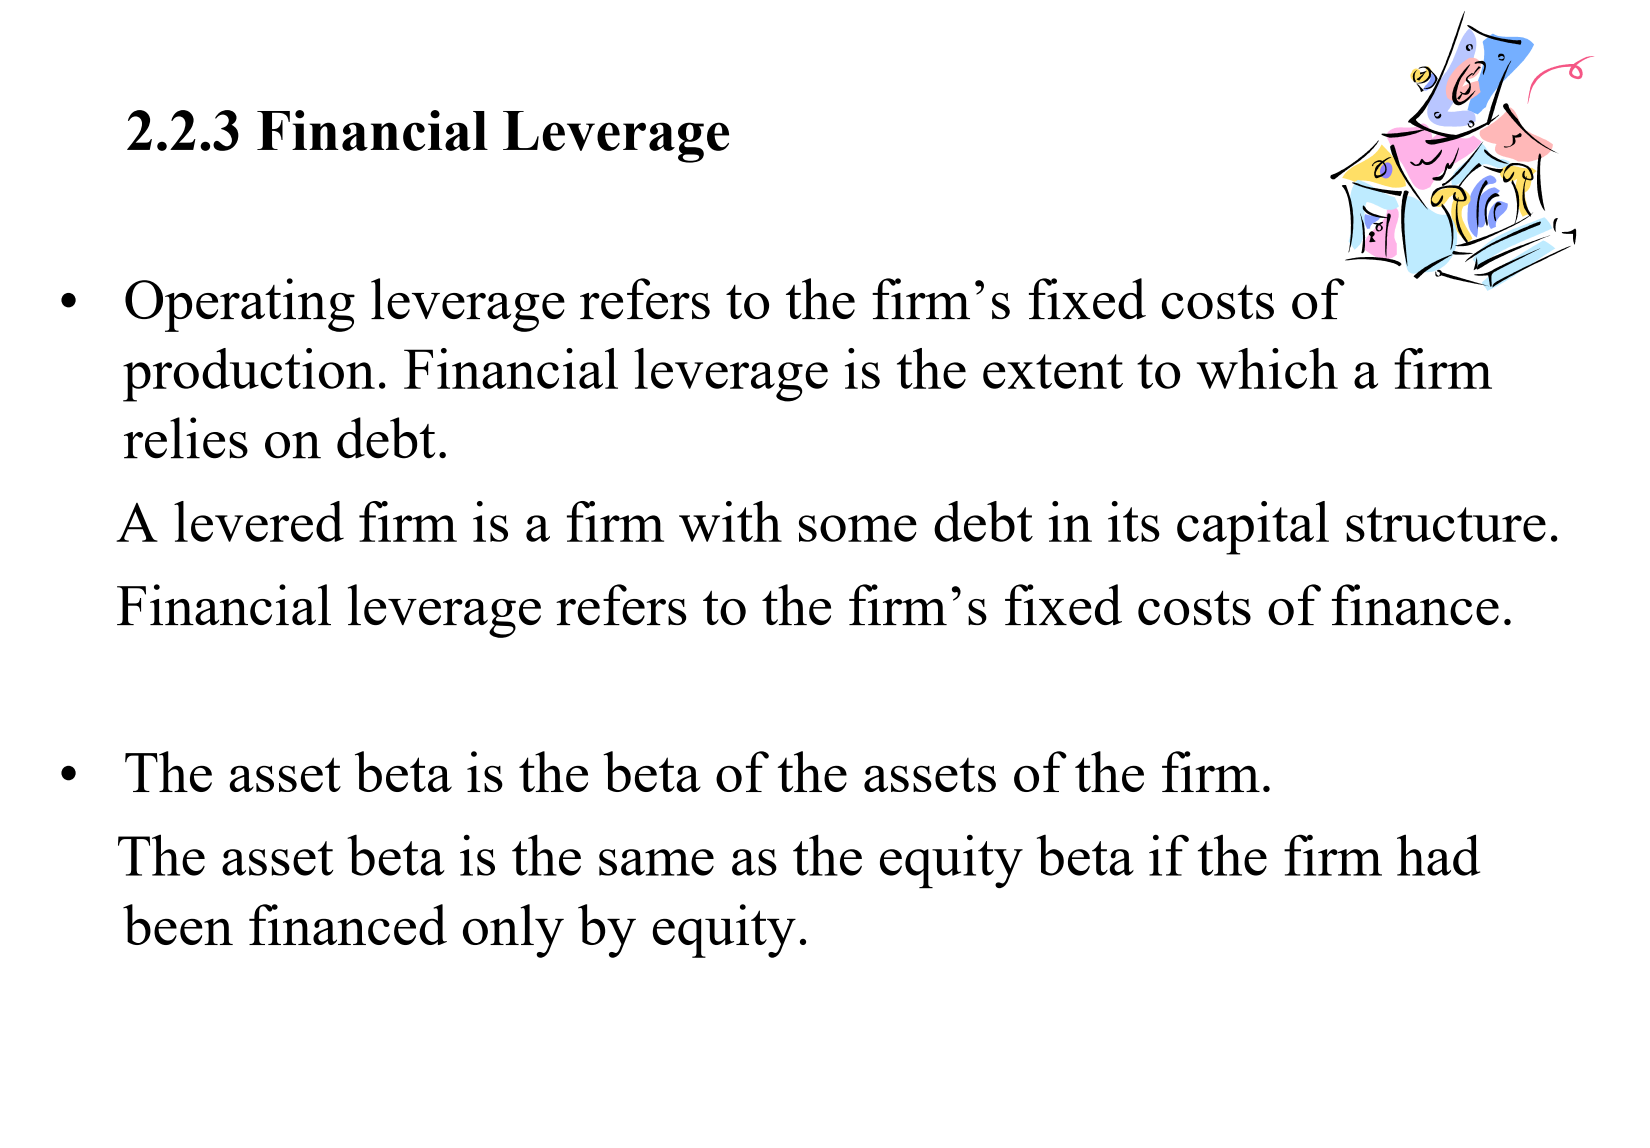 2.2.3 Financial Leverage
• Operating leverage refers to the firm’s fixed costs of
production. Financial leverage is the extent to which a firm
relies on debt.
A levered firm is a firm with some debt in its capital structure.
Financial leverage refers to the firm’s fixed costs of finance.
• The asset beta is the beta of the assets of the firm.
The asset beta is the same as the equity beta if the firm had
been financed only by equity.